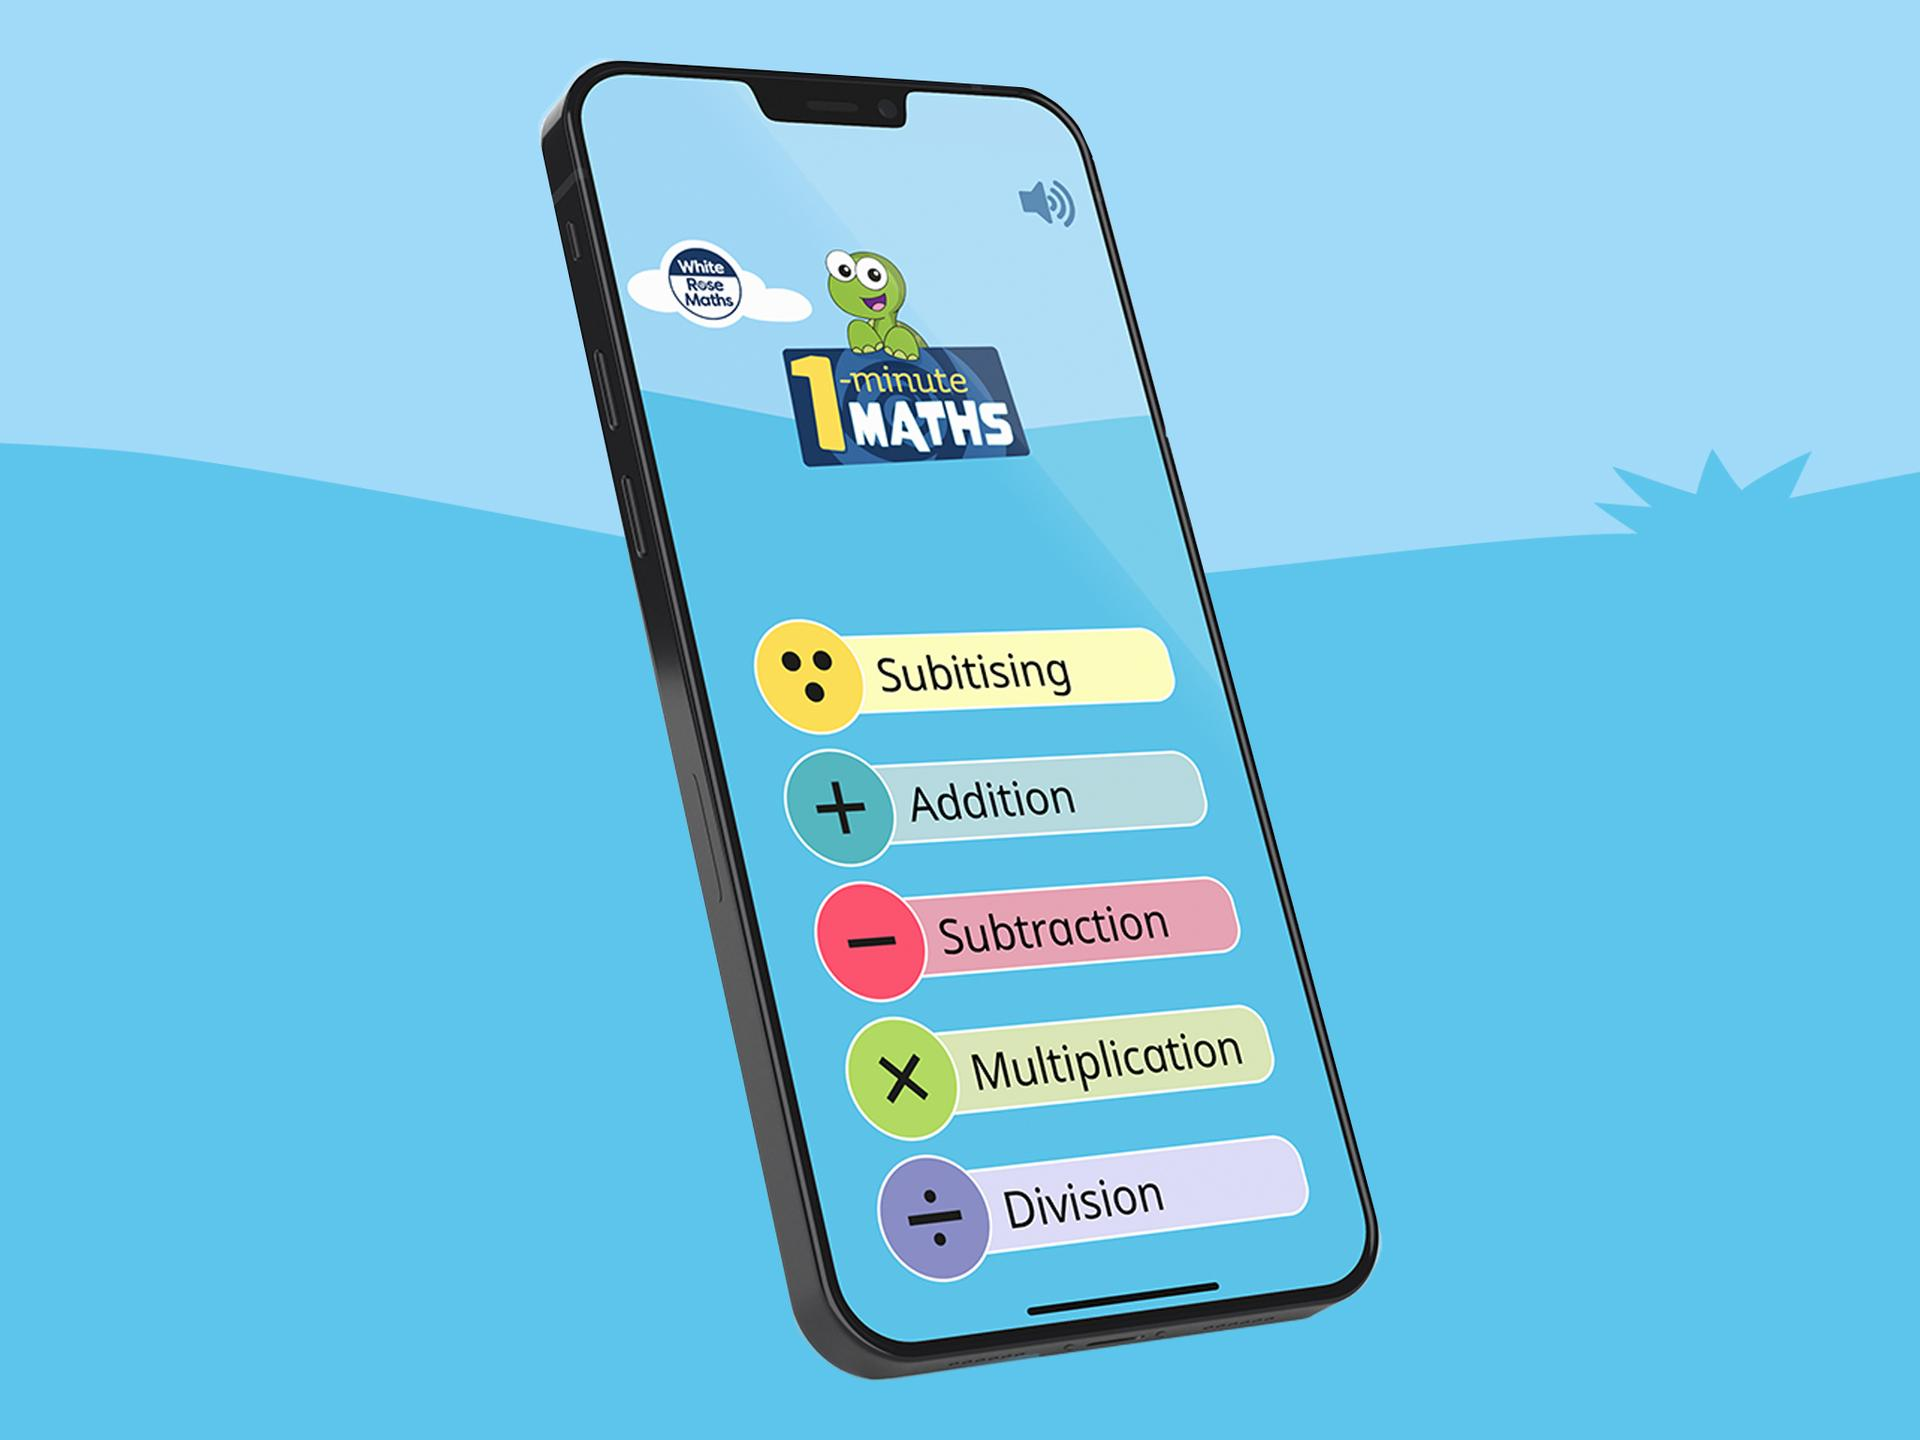 White
Rose
Maths
1-minute
MATHS
Subitising
+ Addition
− Subtraction
× Multiplication
÷ Division